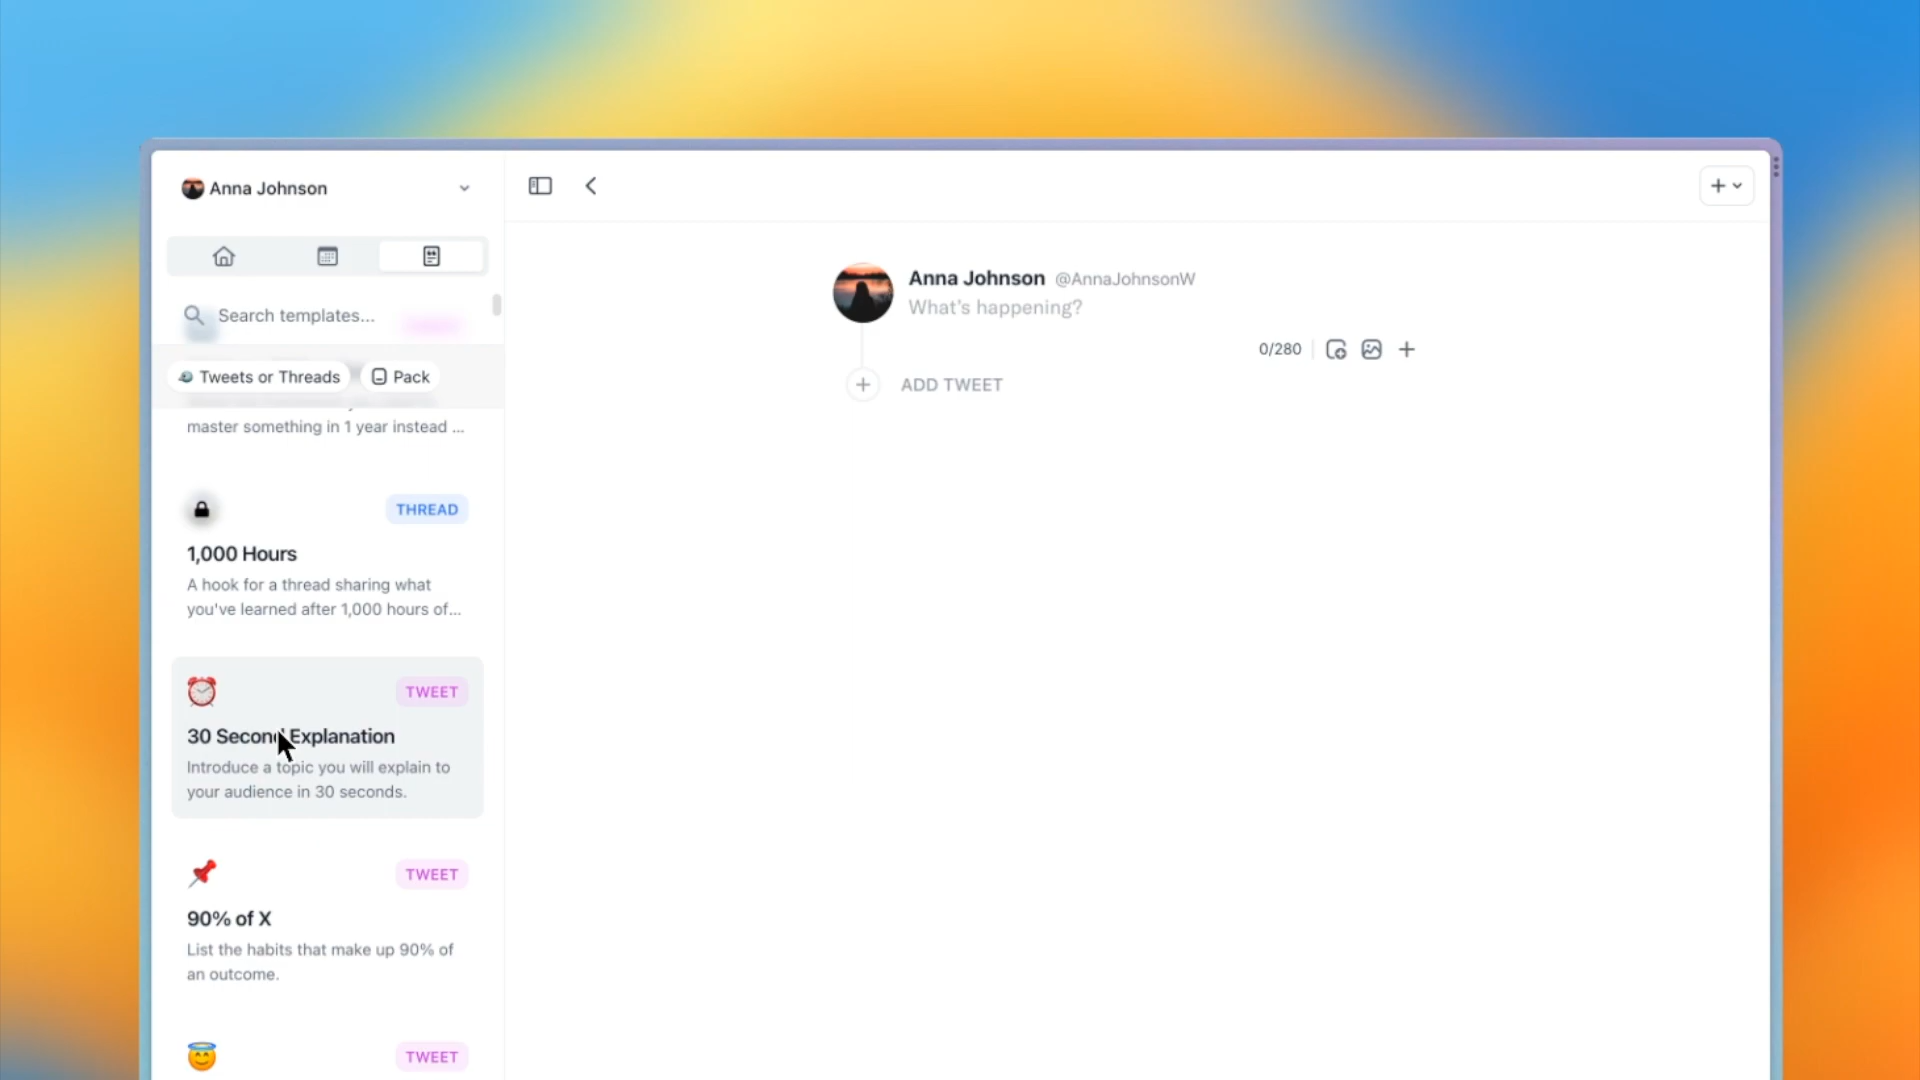 Anna Johnson
Search templates...
Tweets or Threads
Pack
master something in 1 year instead ...
THREAD
1,000 Hours
A hook for a thread sharing what
you've learned after 1,000 hours of...
TWEET
30 Second Explanation
Introduce a topic you will explain to
your audience in 30 seconds.
TWEET
90% of X
List the habits that make up 90% of
an outcome.
TWEET
Anna Johnson @AnnaJohnsonW
What's happening?
0/280
ADD TWEET